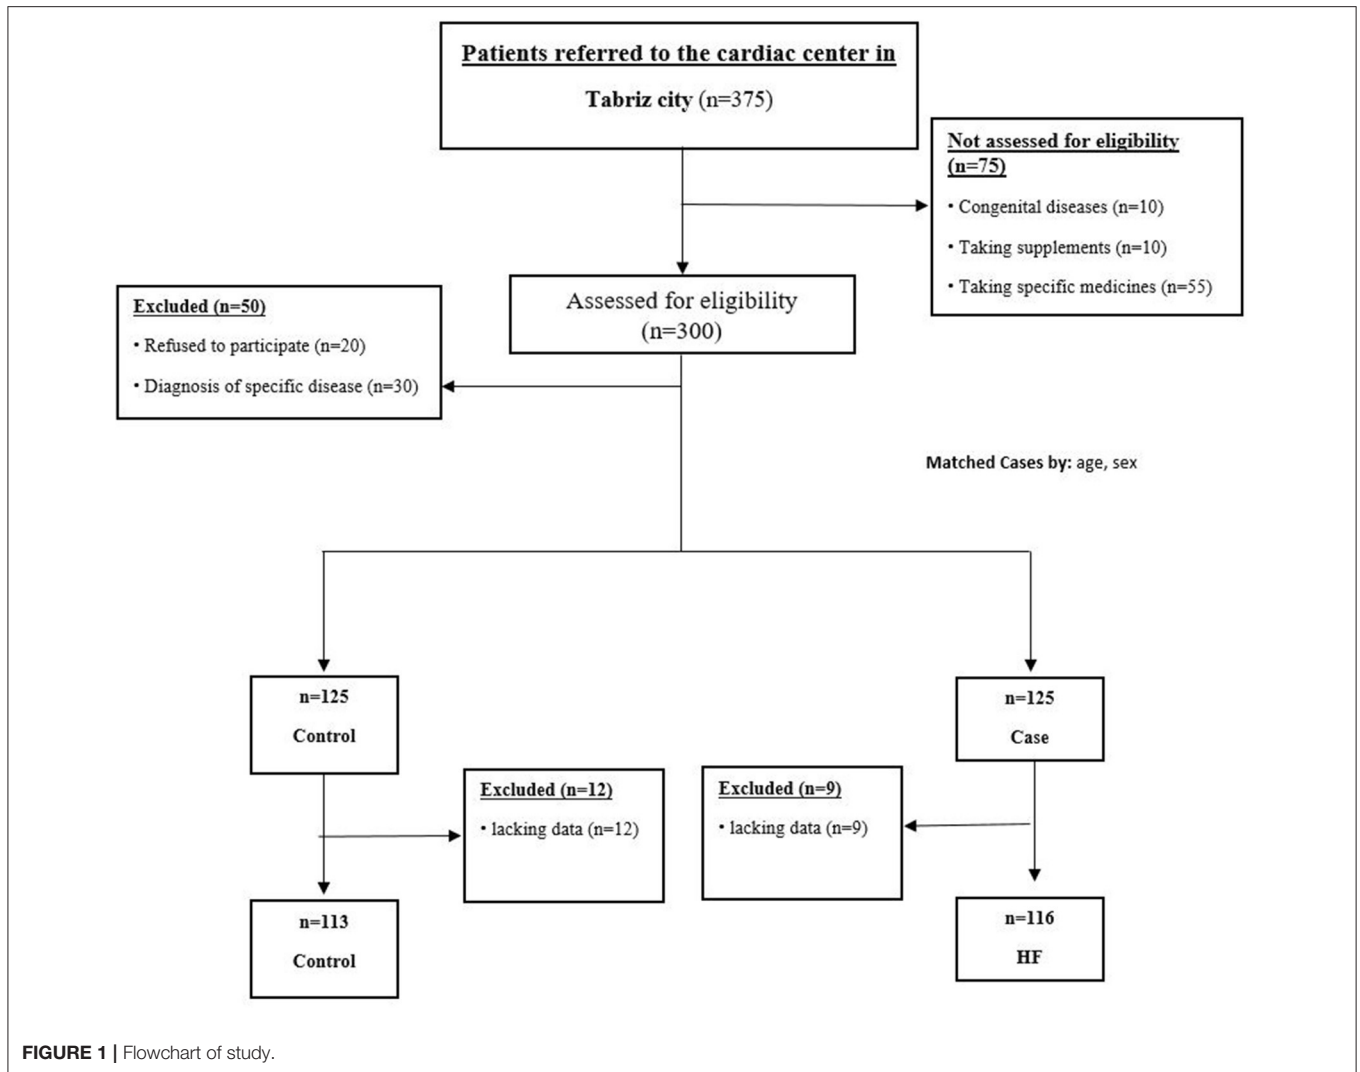 Patients referred to the cardiac center in
Tabriz city (n=375)
Not assessed for eligibility
(n=75)
• Congenital diseases (n=10)
• Taking supplements (n=10)
• Taking specific medicines (n=55)
Assessed for eligibility
(n=300)
Excluded (n=50)
• Refused to participate (n=20)
• Diagnosis of specific disease (n=30)
Matched Cases by: age, sex
n=125
Control
n=125
Case
Excluded (n=12)
• lacking data (n=12)
Excluded (n=9)
• lacking data (n=9)
n=113
Control
n=116
HF
FIGURE 1 | Flowchart of study.